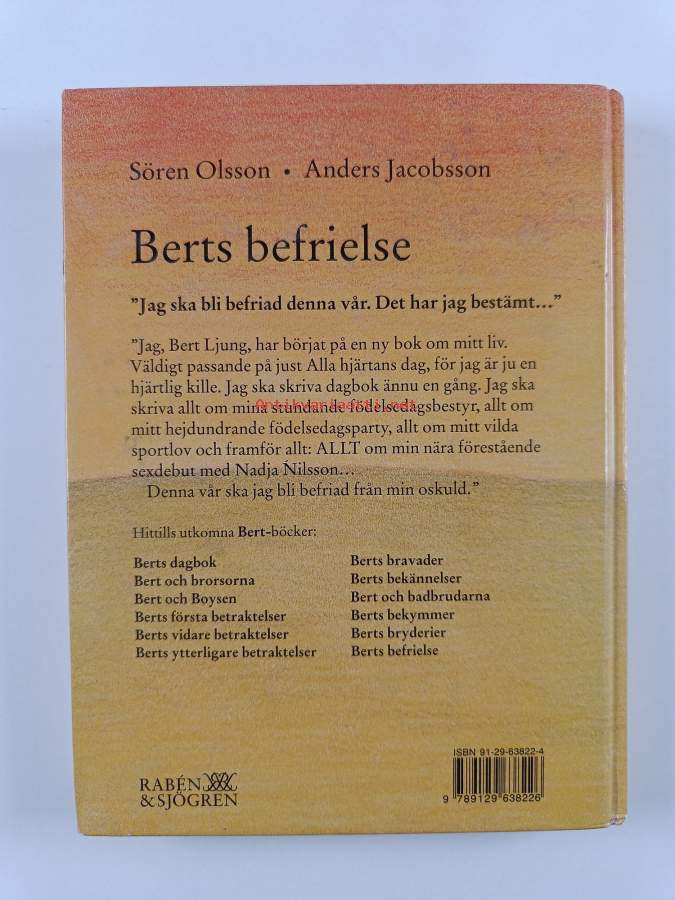 Sören Olsson • Anders Jacobsson
Berts befrielse
”Jag ska bli befriad denna vår. Det har jag bestämt...”
”Jag, Bert Ljung, har börjat på en ny bok om mitt liv.
Väldigt passande på just Alla hjärtans dag, för jag är ju en
hjärtlig kille. Jag ska skriva dagbok ännu en gång. Jag ska
skriva allt om mina stundande födelsedagsbestyr, allt om
Antikvariaatti.net
mitt hejdundrande födelsedagsparty, allt om mitt vilda
sportlov och framför allt: ALLT om min nära förestående
sexdebut med Nadja Nilsson...
Denna vår ska jag bli befriad från min oskuld.”
Hittills utkomna Bert-böcker:
Berts dagbok
Bert och brorsorna
Bert och Boysen
Berts första betraktelser
Berts vidare betraktelser
Berts ytterligare betraktelser
Berts bravader
Berts bekännelser
Bert och badbrudarna
Berts bekymmer
Berts bryderier
Berts befrielse
RABÉN
&SJÖGREN
ISBN 91-29-63822-4
9 789129 638226